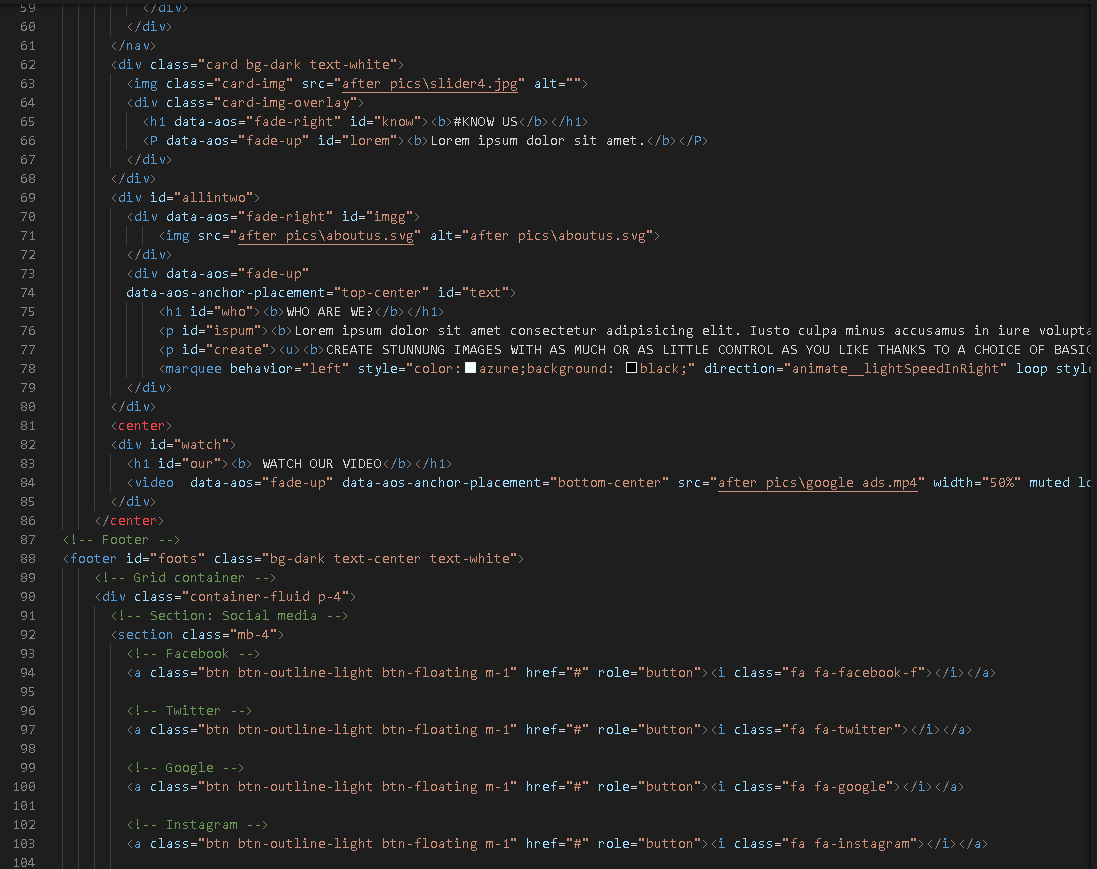 59 </div>
60 </div>
61 </nav>
62 <div class="card bg-dark text-white">
63 <img class="card-img" src="after pics\slider4.jpg" alt="">
64 <div class="card-img-overlay">
65 <h1 data-aos="fade-right" id="know"><b>#KNOW US</b></h1>
66 <P data-aos="fade-up" id="lorem"><b>Lorem ipsum dolor sit amet.</b></P>
67 </div>
68 </div>
69 <div id="allintwo">
70 <div data-aos="fade-right" id="imgg">
71 <img src="after pics\aboutus.svg" alt="after pics\aboutus.svg">
72 </div>
73 <div data-aos="fade-up"
74 data-aos-anchor-placement="top-center" id="text">
75 <h1 id="who"><b>WHO ARE WE?</b></h1>
76 <p id="ispum"><b>Lorem ipsum dolor sit amet consectetur adipisicing elit. Iusto culpa minus accusamus in iure volupta
77 <p id="create"><u><b>CREATE STUNNUNG IMAGES WITH AS MUCH OR AS LITTLE CONTROL AS YOU LIKE THANKS TO A CHOICE OF BASIC
78 <marquee behavior="left" style="color:azure;background: black;" direction="animate__lightSpeedInRight" loop style
79 </div>
80 </div>
81 <center>
82 <div id="watch">
83 <h1 id="our"><b> WATCH OUR VIDEO</b></h1>
84 <video  data-aos="fade-up" data-aos-anchor-placement="bottom-center" src="after pics\google ads.mp4" width="50%" muted lo
85 </div>
86 </center>
87 <!-- Footer -->
88 <footer id="foots" class="bg-dark text-center text-white">
89 <!-- Grid container -->
90 <div class="container-fluid p-4">
91 <!-- Section: Social media -->
92 <section class="mb-4">
93 <!-- Facebook -->
94 <a class="btn btn-outline-light btn-floating m-1" href="#" role="button"><i class="fa fa-facebook-f"></i></a>
95
96 <!-- Twitter -->
97 <a class="btn btn-outline-light btn-floating m-1" href="#" role="button"><i class="fa fa-twitter"></i></a>
98
99 <!-- Google -->
100 <a class="btn btn-outline-light btn-floating m-1" href="#" role="button"><i class="fa fa-google"></i></a>
101
102 <!-- Instagram -->
103 <a class="btn btn-outline-light btn-floating m-1" href="#" role="button"><i class="fa fa-instagram"></i></a>
104